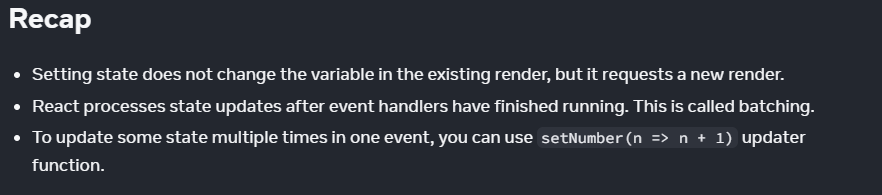 Recap
• Setting state does not change the variable in the existing render, but it requests a new render.
• React processes state updates after event handlers have finished running. This is called batching.
• To update some state multiple times in one event, you can use setNumber(n => n + 1) updater
function.